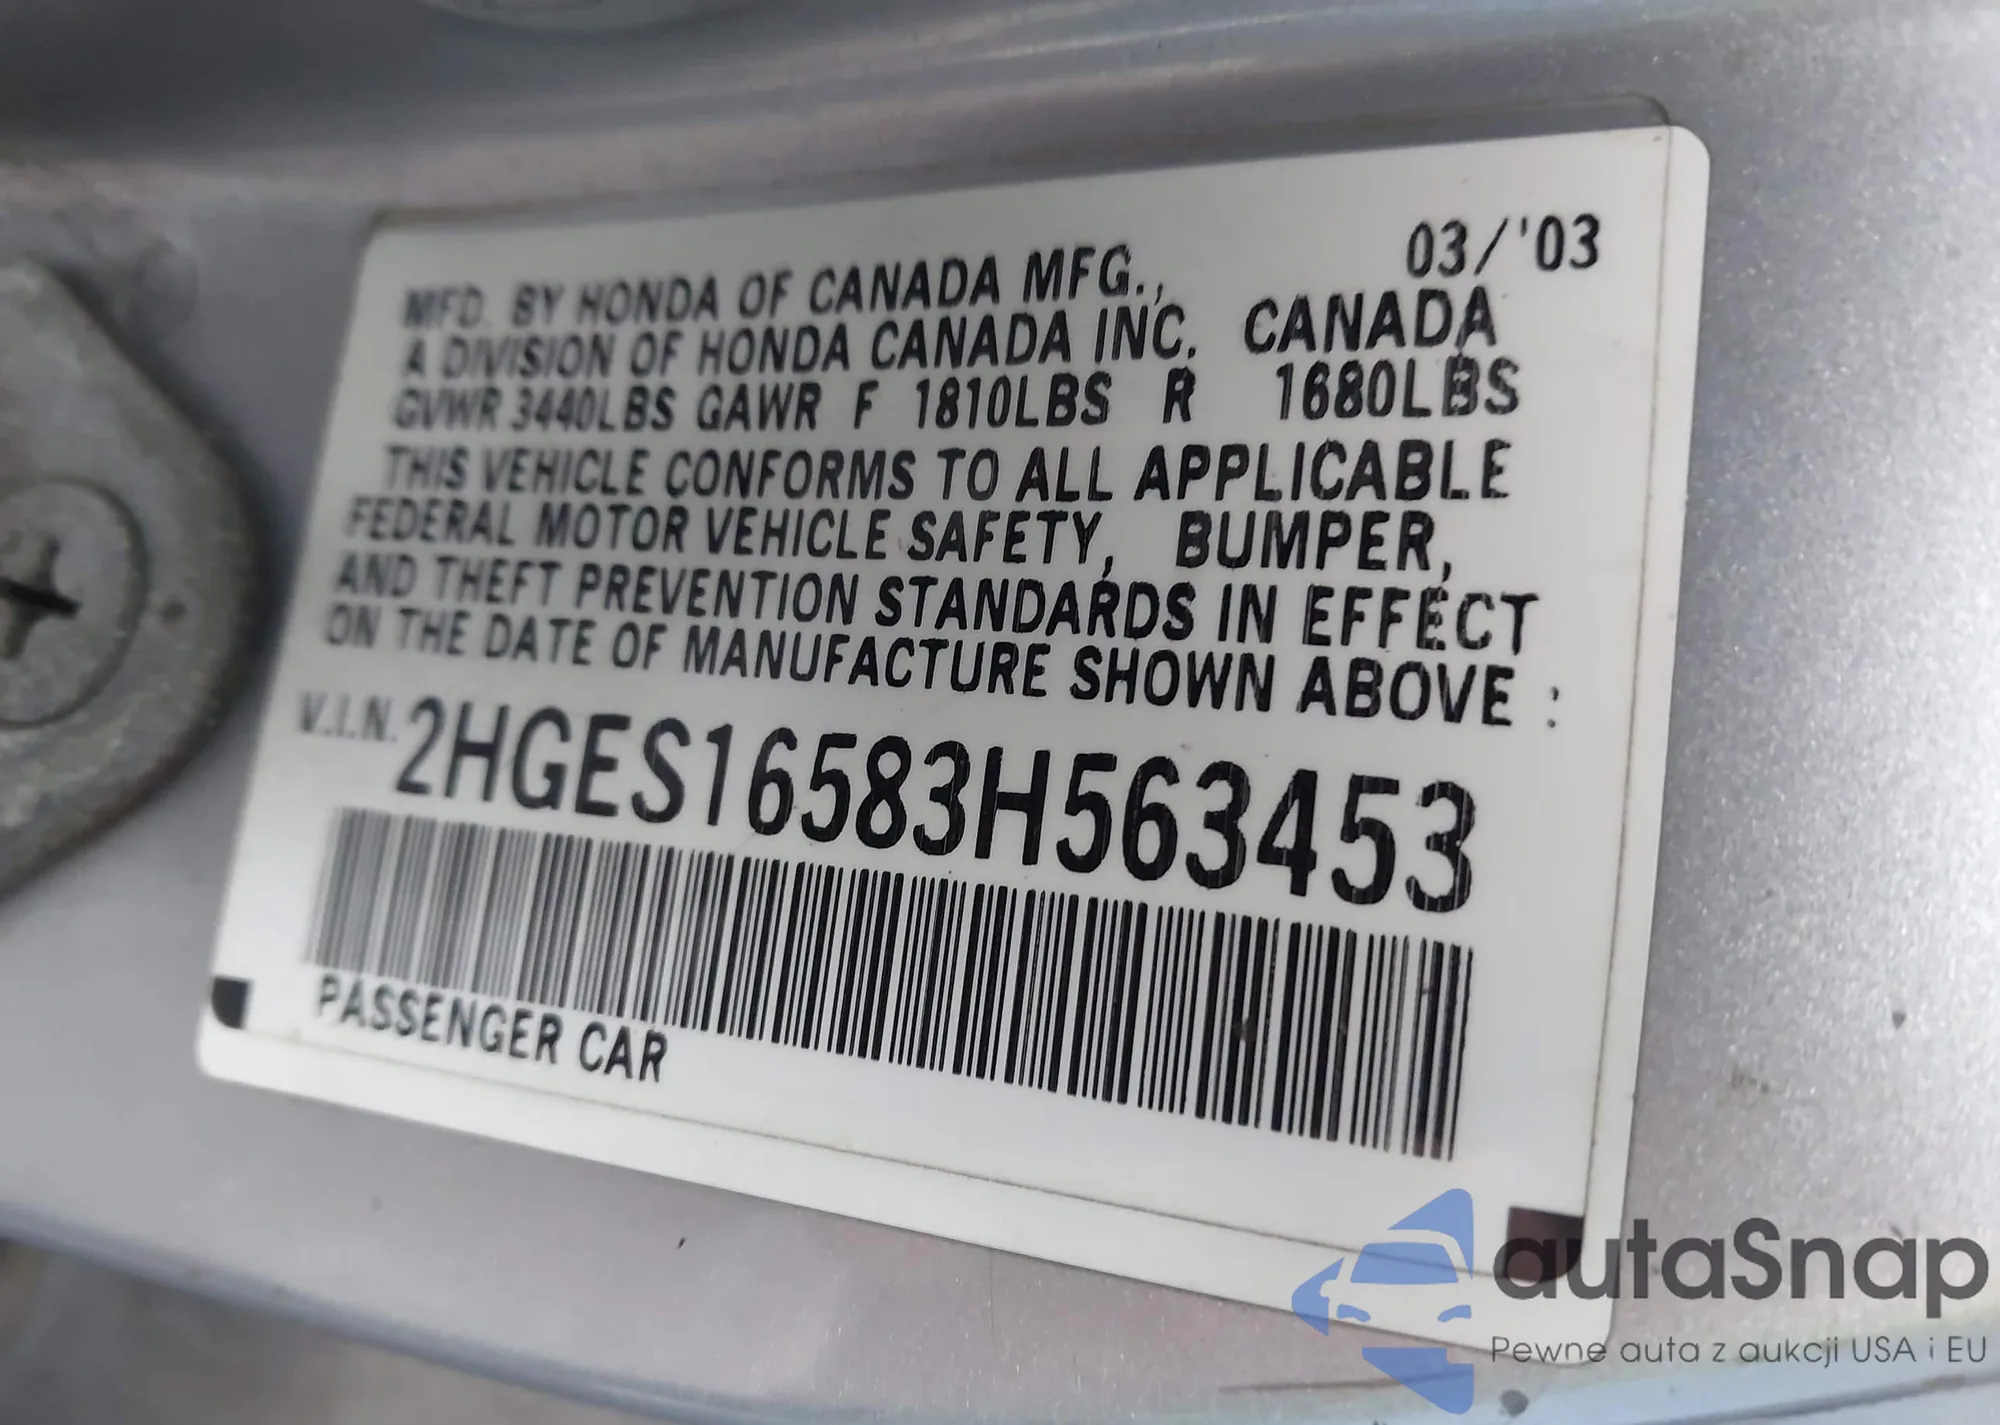 03/'03
MFD. BY HONDA OF CANADA MFG.,
A DIVISION OF HONDA CANADA INC. CANADA
GVWR 3440LBS GAWR F 1810LBS R 1680LBS
THIS VEHICLE CONFORMS TO ALL APPLICABLE
FEDERAL MOTOR VEHICLE SAFETY, BUMPER,
AND THEFT PREVENTION STANDARDS IN EFFECT
ON THE DATE OF MANUFACTURE SHOWN ABOVE :
V.I.N. 2HGES16583H563453
PASSENGER CAR
autaSnap
Pewne auta z aukcji USA i EU